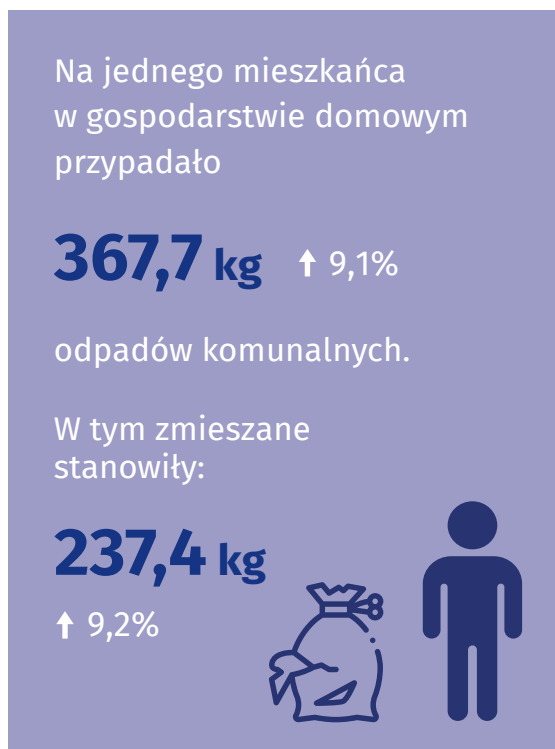 Na jednego mieszkańca
w gospodarstwie domowym
przypadało
367,7 kg ↑ 9,1%
odpadów komunalnych.
W tym zmieszane
stanowiły:
237,4 kg
↑ 9,2%